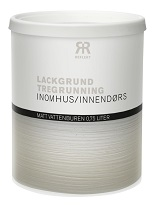 LACKGRUND
TREGRUNNING
INOMHUS/INNENDØRS
MATT VATTENBUREN 0,75 LITER